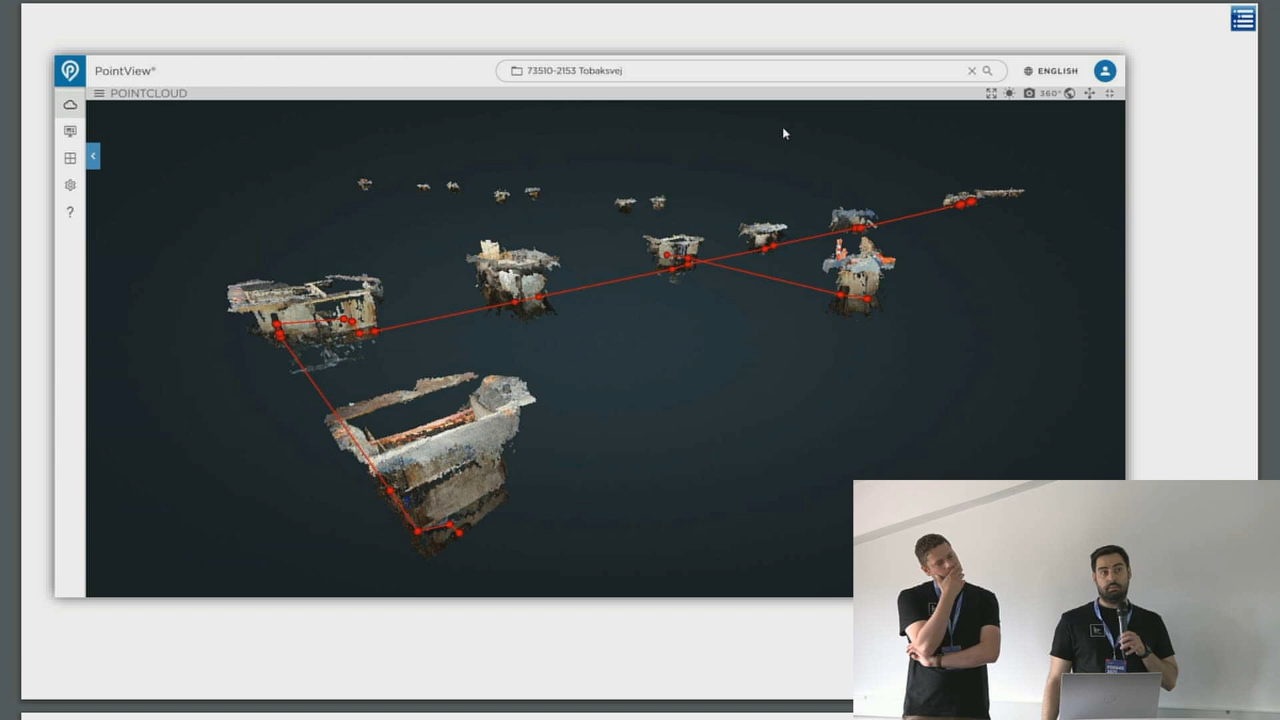 PointView®
73510-2153 Tobaksvej
ENGLISH
POINTCLOUD
360°
?